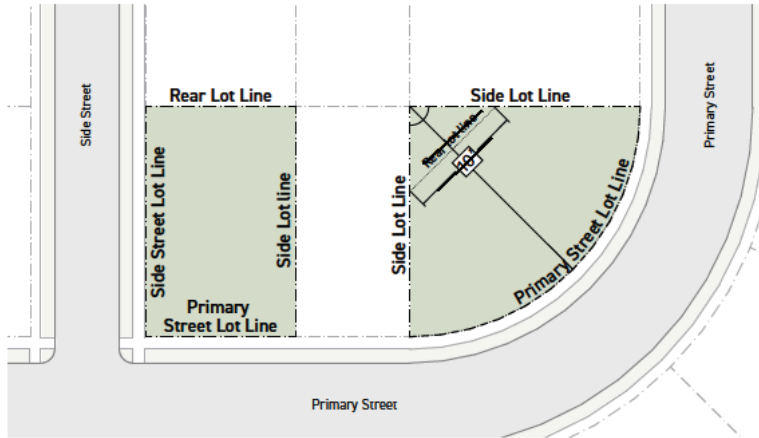 Side Street
Rear Lot Line
Side Street Lot Line
Side Lot line
Primary
Street Lot Line
Side Lot Line
Side Lot Line
Rear lot line
10'
Primary Street Lot Line
Primary Street
Primary Street